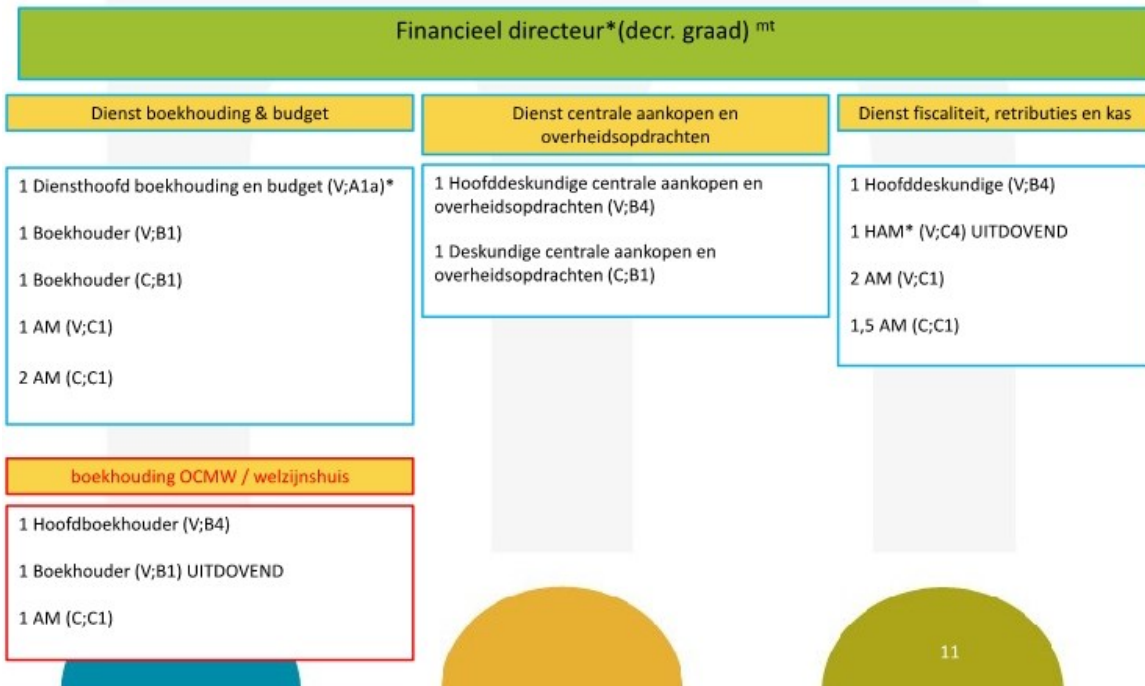 Financieel directeur*(decr. graad) mt
Dienst boekhouding & budget
1 Diensthoofd boekhouding en budget (V;A1a)*
1 Boekhouder (V;B1)
1 Boekhouder (C;B1)
1 AM (V;C1)
2 AM (C;C1)
boekhouding OCMW / welzijnshuis
1 Hoofdboekhouder (V;B4)
1 Boekhouder (V;B1) UITDOVEND
1 AM (C;C1)
Dienst centrale aankopen en
overheidsopdrachten
1 Hoofddeskundige centrale aankopen en
overheidsopdrachten (V;B4)
1 Deskundige centrale aankopen en
overheidsopdrachten (C;B1)
Dienst fiscaliteit, retributies en kas
1 Hoofddeskundige (V;B4)
1 HAM* (V;C4) UITDOVEND
2 AM (V;C1)
1,5 AM (C;C1)
11